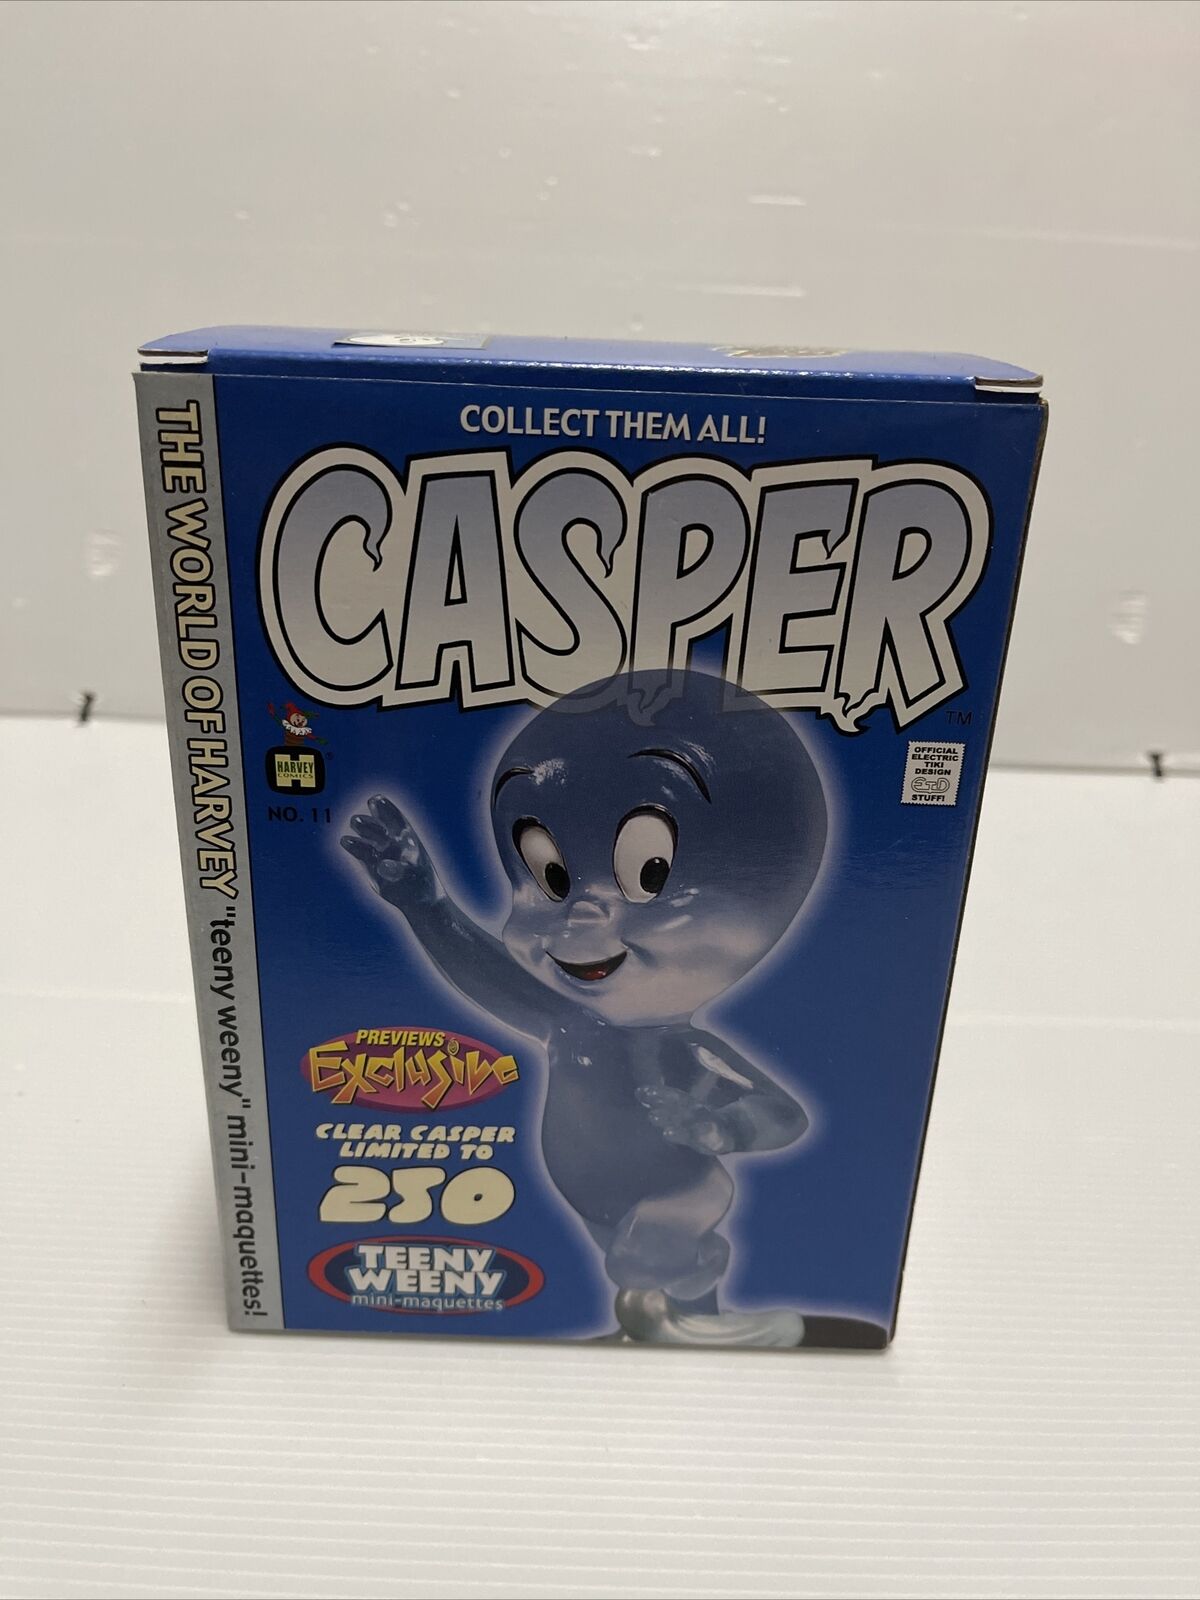 COLLECT THEM ALL!
CASPER
TM
THE WORLD OF HARVEY "teeny weeny" mini-maquettes!
HARVEY
COMICS
®
NO. 11
OFFICIAL
ELECTRIC
TIKI
DESIGN
ETD
STUFF!
PREVIEWS
Exclusive
CLEAR CASPER
LIMITED TO
250
TEENY
WEENY
mini-maquettes